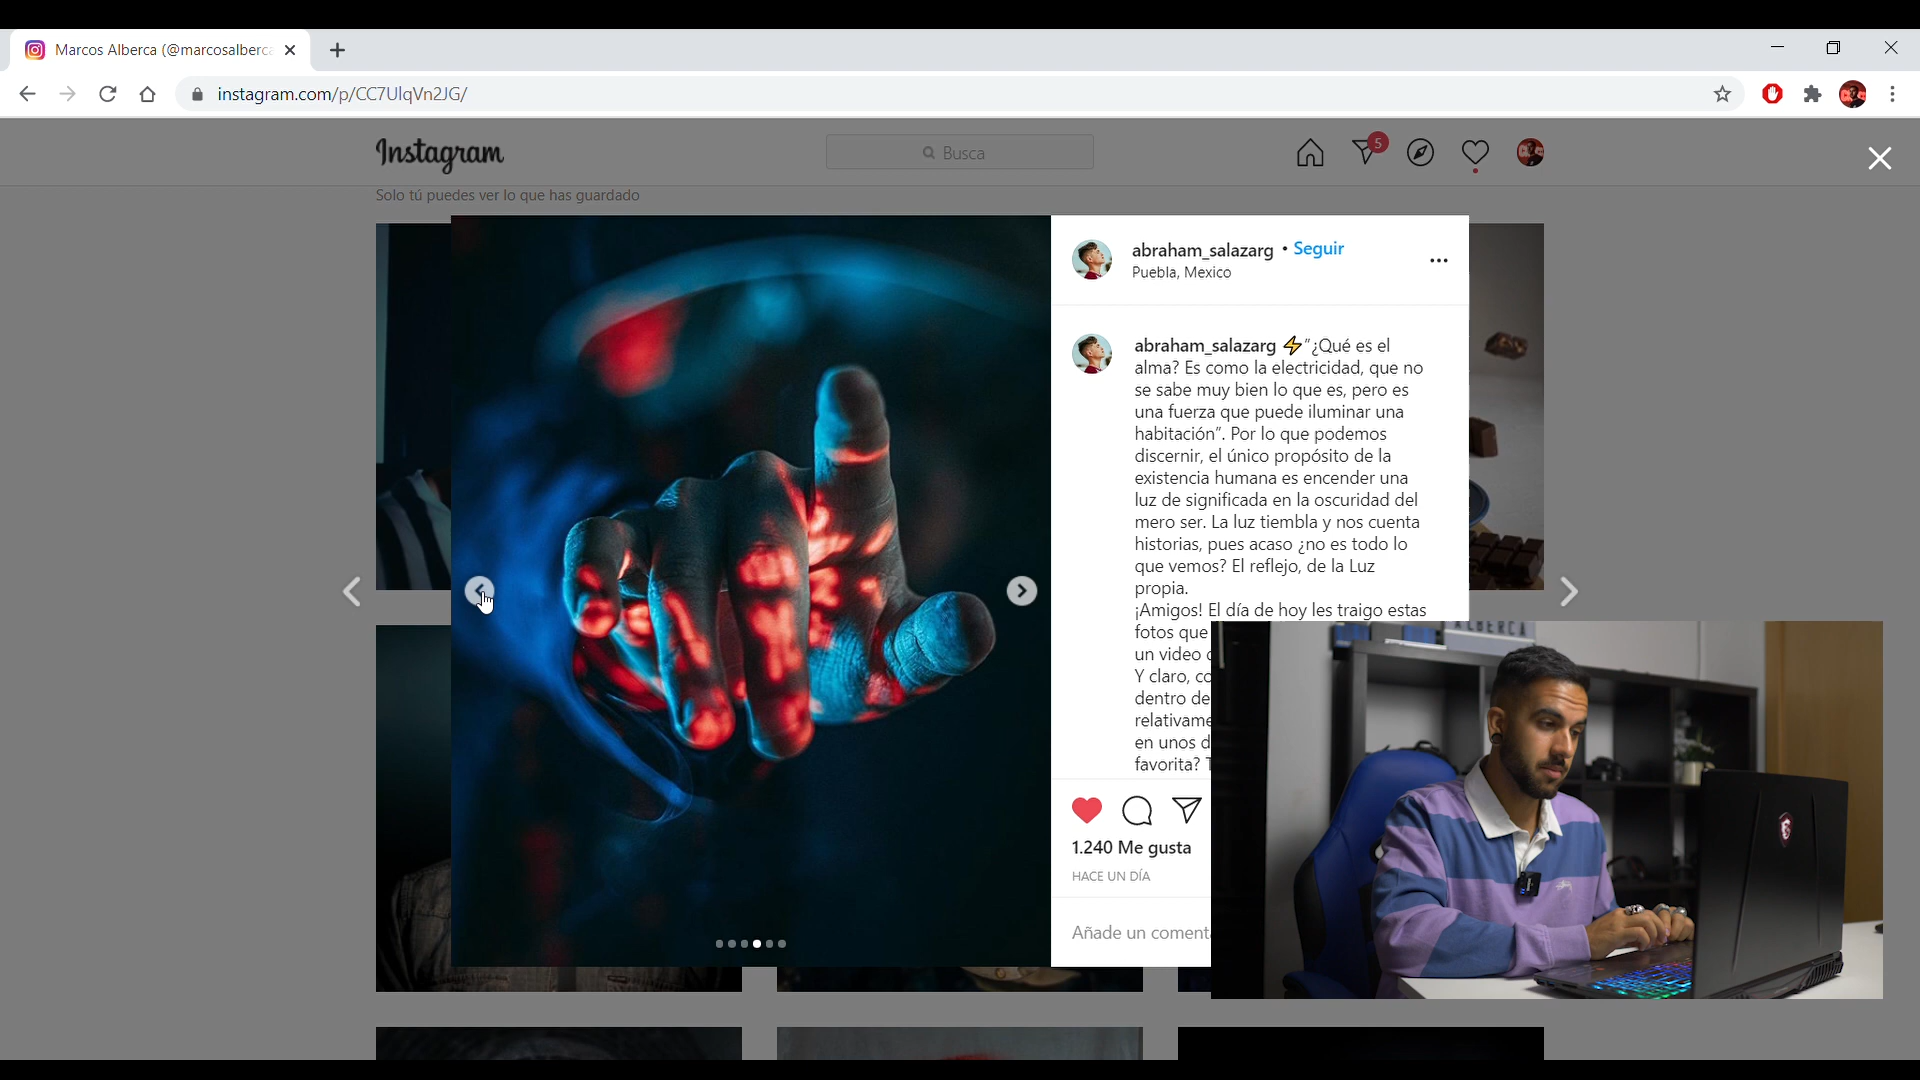 Marcos Alberca (@marcosalberca
instagram.com/p/CC7UlqVn2JG/
Instagram
Busca
5
Solo tú puedes ver lo que has guardado
abraham_salazarg • Seguir
Puebla, Mexico
abraham_salazarg ⚡"¿Qué es el
alma? Es como la electricidad, que no
se sabe muy bien lo que es, pero es
una fuerza que puede iluminar una
habitación". Por lo que podemos
discernir, el único propósito de la
existencia humana es encender una
luz de significada en la oscuridad del
mero ser. La luz tiembla y nos cuenta
historias, pues acaso ¿no es todo lo
que vemos? El reflejo, de la Luz
propia.
¡Amigos! El día de hoy les traigo estas
fotos que
un video
Y claro,
dentro de
en unos
favorita?
1.240 Me gusta
HACE UN DÍA
Añade un
ALBERCA